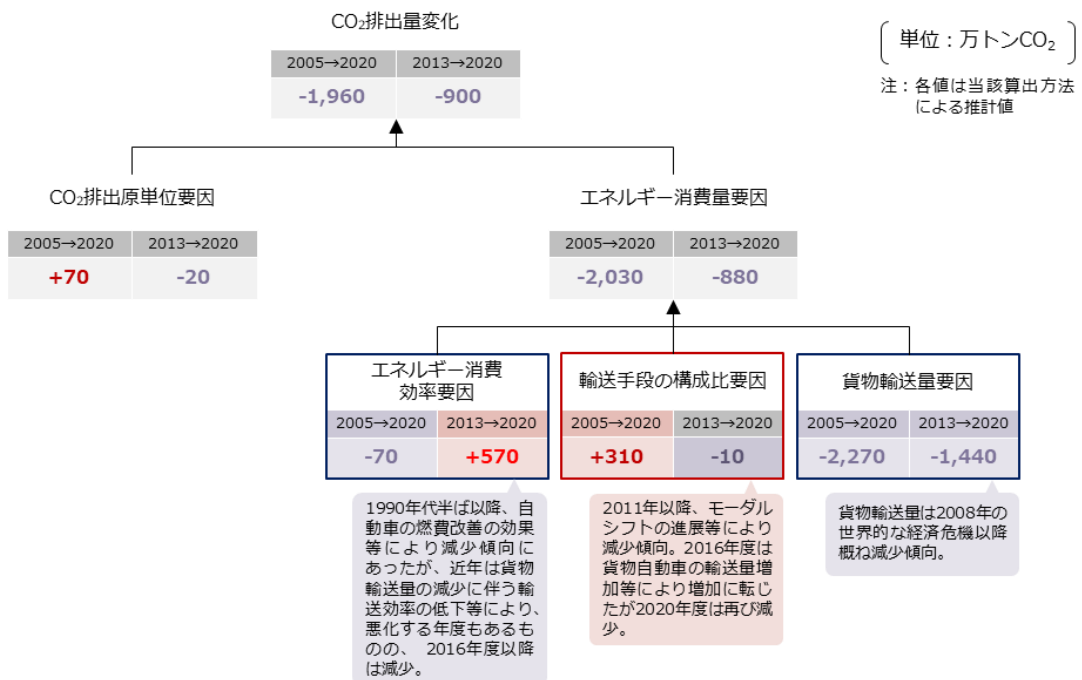 CO₂排出量変化
単位：万トンCO₂
注：各値は当該算出方法
による推計値
2005→2020 2013→2020
-1,960 -900
CO₂排出原単位要因
2005→2020 2013→2020
+70 -20
エネルギー消費量要因
2005→2020 2013→2020
-2,030 -880
エネルギー消費
効率要因
2005→2020 2013→2020
-70 +570
輸送手段の構成比要因
2005→2020 2013→2020
+310 -10
貨物輸送量要因
2005→2020 2013→2020
-2,270 -1,440
1990年代半ば以降、自
動車の燃費改善の効果
等により減少傾向に
あったが、近年は貨物
輸送量の減少に伴う輸
送効率の低下等により、
悪化する年度もあるも
のの、 2016年度以降
は減少。
2011年以降、モーダル
シフトの進展等により
減少傾向。2016年度は
貨物自動車の輸送量増
加等により増加に転じ
たが2020年度は再び減
少。
貨物輸送量は2008年の
世界的な経済危機以降
概ね減少傾向。